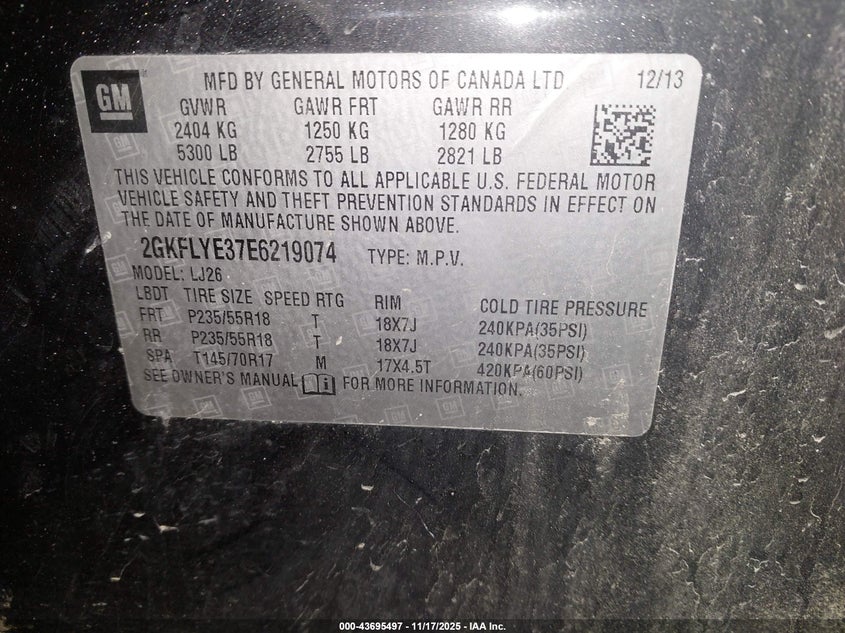 GM
MFD BY GENERAL MOTORS OF CANADA LTD 12/13
GVWR GAWR FRT GAWR RR
2404 KG 1250 KG 1280 KG
5300 LB 2755 LB 2821 LB
THIS VEHICLE CONFORMS TO ALL APPLICABLE U.S. FEDERAL MOTOR
VEHICLE SAFETY AND THEFT PREVENTION STANDARDS IN EFFECT ON
THE DATE OF MANUFACTURE SHOWN ABOVE.
2GKFLYE37E6219074 TYPE: M.P.V.
MODEL: LJ26
LBDT TIRE SIZE SPEED RTG RIM COLD TIRE PRESSURE
FRT P235/55R18 T 18X7J 240KPA(35PSI)
RR P235/55R18 T 18X7J 240KPA(35PSI)
SPA T145/70R17 M 17X4.5T 420KPA(60PSI)
SEE OWNER'S MANUAL FOR MORE INFORMATION.
000-43695497 - 11/17/2025 - IAA Inc.